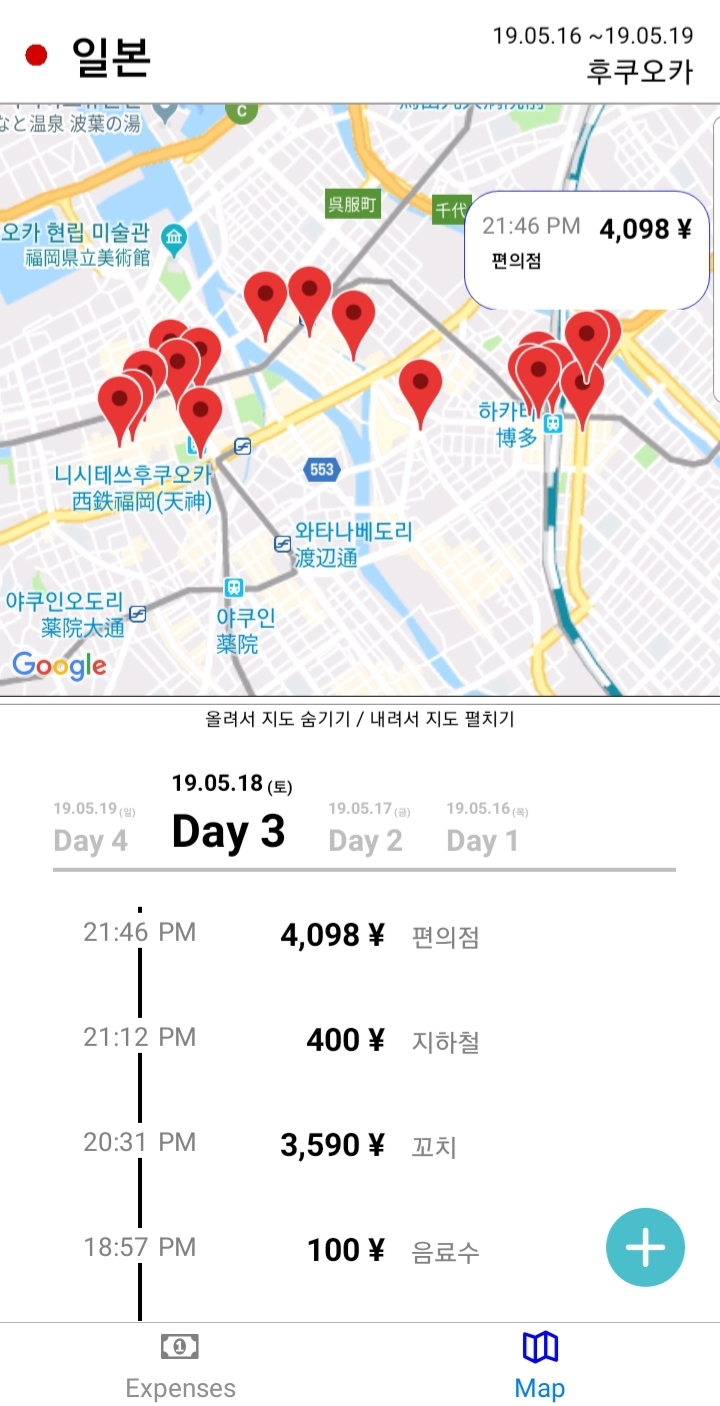 일본
19.05.16 ~19.05.19
후쿠오카
なと温泉 波葉の湯
C
呉服町
千代
21:46 PM 4,098 ¥
편의점
오카 현립 미술관
福岡県立美術館
하카타
博多
553
니시테쓰후쿠오카
西鉄福岡(天神)
와타나베도리
渡辺通
야쿠인오도리
薬院大通
야쿠인
薬院
Google
올려서 지도 숨기기 / 내려서 지도 펼치기
19.05.19 (일)
Day 4
19.05.18 (토)
Day 3
19.05.17 (금)
Day 2
19.05.16 (목)
Day 1
21:46 PM 4,098 ¥ 편의점
21:12 PM 400 ¥ 지하철
20:31 PM 3,590 ¥ 꼬치
18:57 PM 100 ¥ 음료수
Expenses
Map